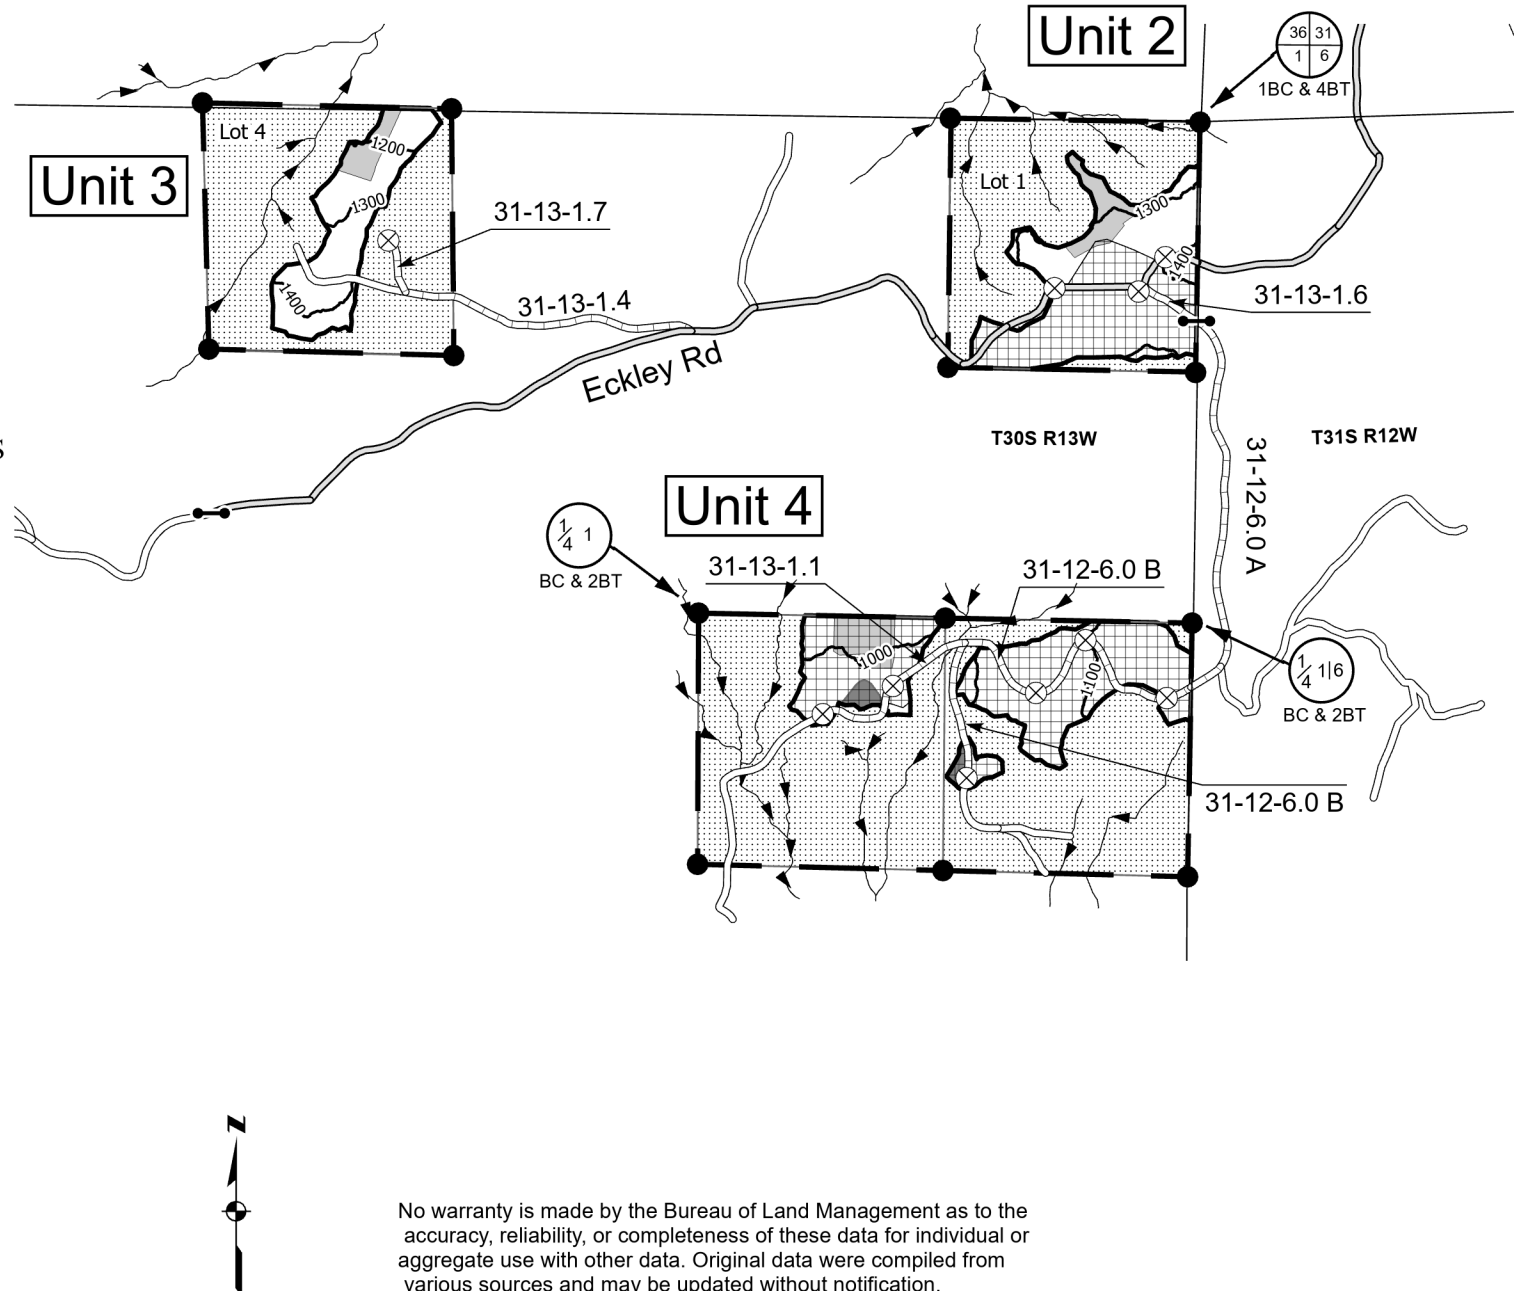 Unit 2
36 31
1 6
1BC & 4BT
Lot 4
1200
Unit 3
1300
31-13-1.7
Lot 1
1300
1400
1400
31-13-1.4
31-13-1.6
Eckley Rd
T30S R13W
T31S R12W
s
31-12-6.0 A
Unit 4
1/4 1
BC & 2BT
31-13-1.1
31-12-6.0 B
1000
1100
1/4 1|6
BC & 2BT
31-12-6.0 B
N
No warranty is made by the Bureau of Land Management as to the
accuracy, reliability, or completeness of these data for individual or
aggregate use with other data. Original data were compiled from
various sources and may be updated without notification.